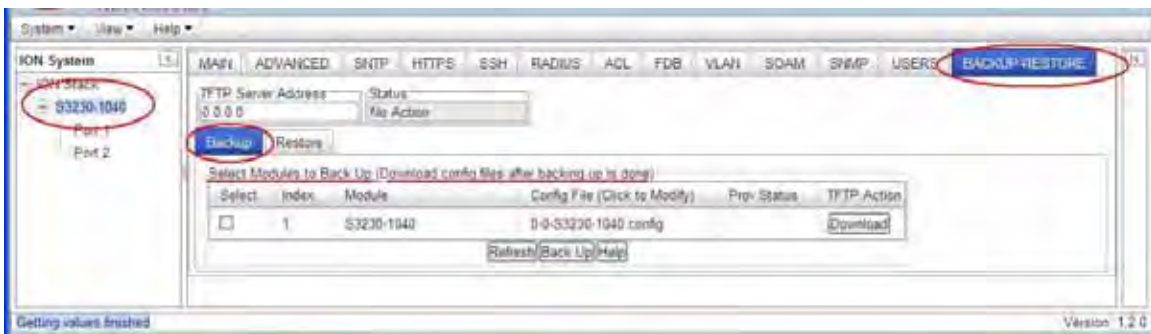 System View Help
ION System
ION Stack
S3230-1040
Port 1
Port 2
MAIN ADVANCED SNTP HTTPS SSH RADIUS ACL FDB VLAN SOAM SNMP USERS BACKUP-RESTORE
TFTP Server Address Status
0.0.0.0 No Action
Backup Restore
Select Modules to Back Up (Download config files after backing up is done)
Select Index Module Config File (Click to Modify) Prov Status TFTP Action
1 S3230-1040 0-0-S3230-1040.config Download
Refresh Back Up Help
Getting values finished Version 1.2.0